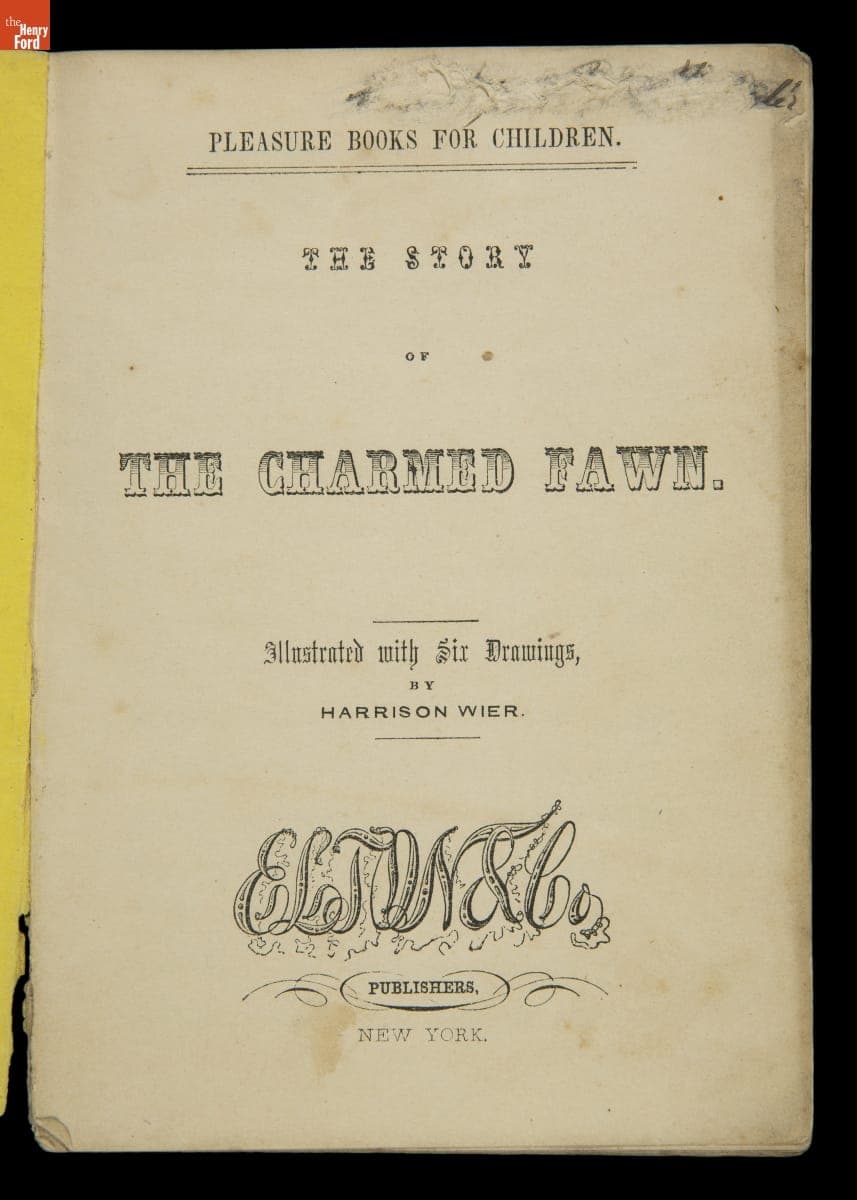 the
Henry
Ford
PLEASURE BOOKS FOR CHILDREN.
THE STORY
OF
THE CHARMED FAWN.
Illustrated with Six Drawings,
BY
HARRISON WIER.
ELTON & Co.
PUBLISHERS,
NEW YORK.